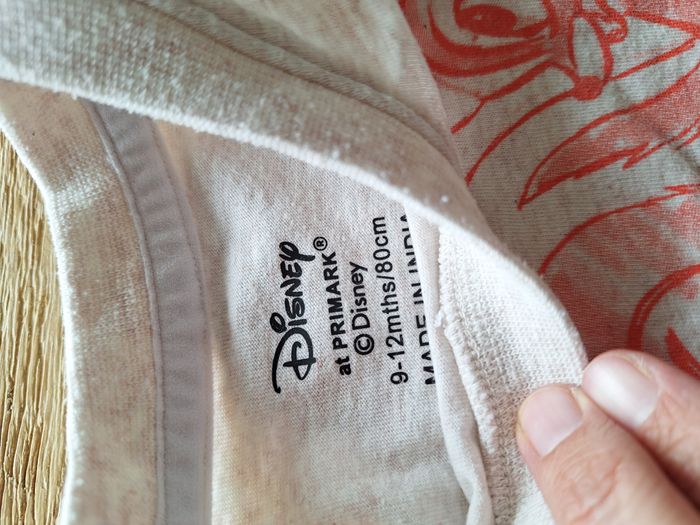 Disney
at PRIMARK®
©Disney
9-12mths/80cm
MADE IN INDIA